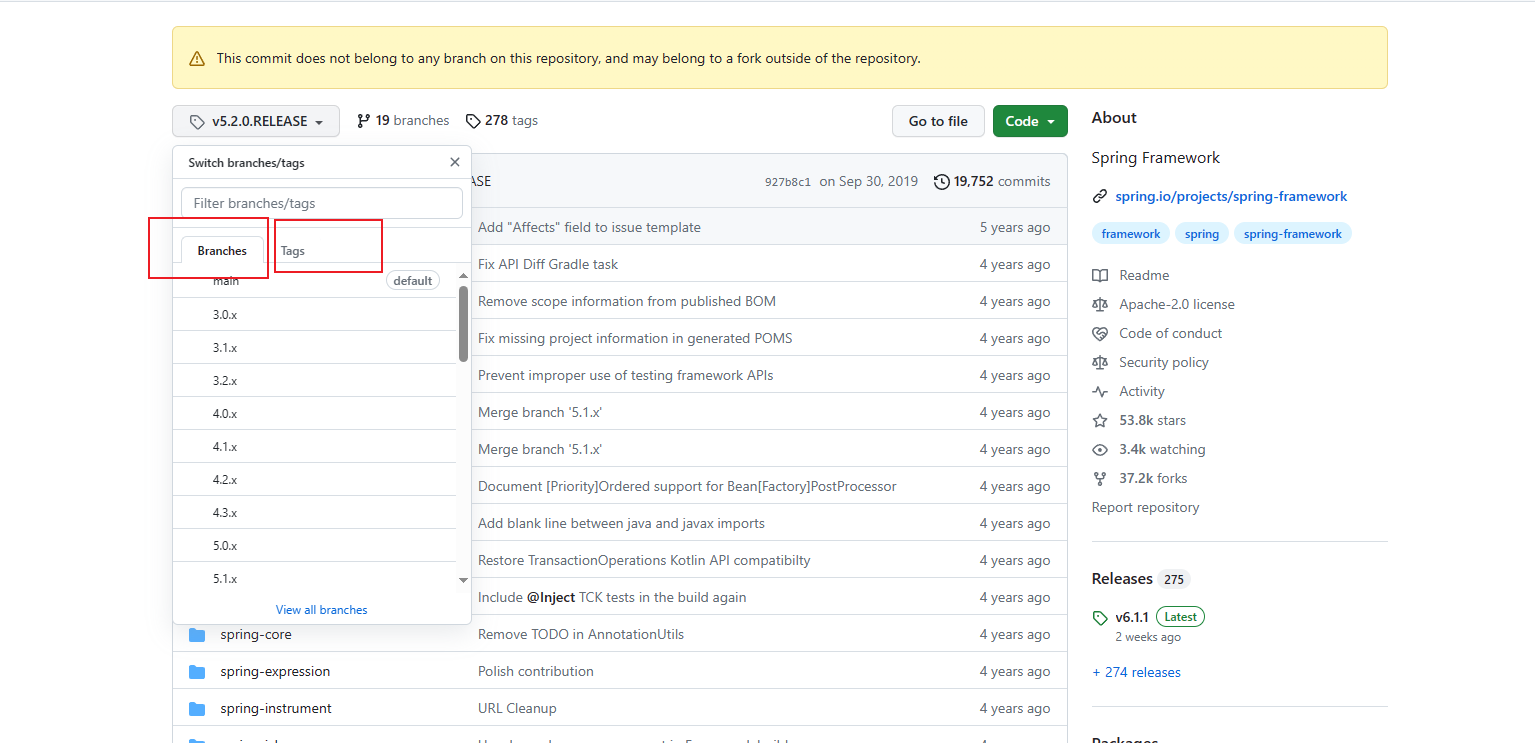 This commit does not belong to any branch on this repository, and may belong to a fork outside of the repository.
v5.2.0.RELEASE 19 branches 278 tags Go to file Code
Switch branches/tags
Filter branches/tags
Branches Tags
main default
3.0.x
3.1.x
3.2.x
4.0.x
4.1.x
4.2.x
4.3.x
5.0.x
5.1.x
View all branches
ASE 927b8c1 on Sep 30, 2019 19,752 commits
Add "Affects" field to issue template 5 years ago
Fix API Diff Gradle task 4 years ago
Remove scope information from published BOM 4 years ago
Fix missing project information in generated POMS 4 years ago
Prevent improper use of testing framework APIs 4 years ago
Merge branch '5.1.x' 4 years ago
Merge branch '5.1.x' 4 years ago
Document [Priority]Ordered support for Bean[Factory]PostProcessor 4 years ago
Add blank line between java and javax imports 4 years ago
Restore TransactionOperations Kotlin API compatibilty 4 years ago
Include @Inject TCK tests in the build again 4 years ago
spring-core Remove TODO in AnnotationUtils 4 years ago
spring-expression Polish contribution 4 years ago
spring-instrument URL Cleanup 4 years ago
About
Spring Framework
spring.io/projects/spring-framework
framework spring spring-framework
Readme
Apache-2.0 license
Code of conduct
Security policy
Activity
53.8k stars
3.4k watching
37.2k forks
Report repository
Releases 275
v6.1.1 Latest
2 weeks ago
+ 274 releases
Packages